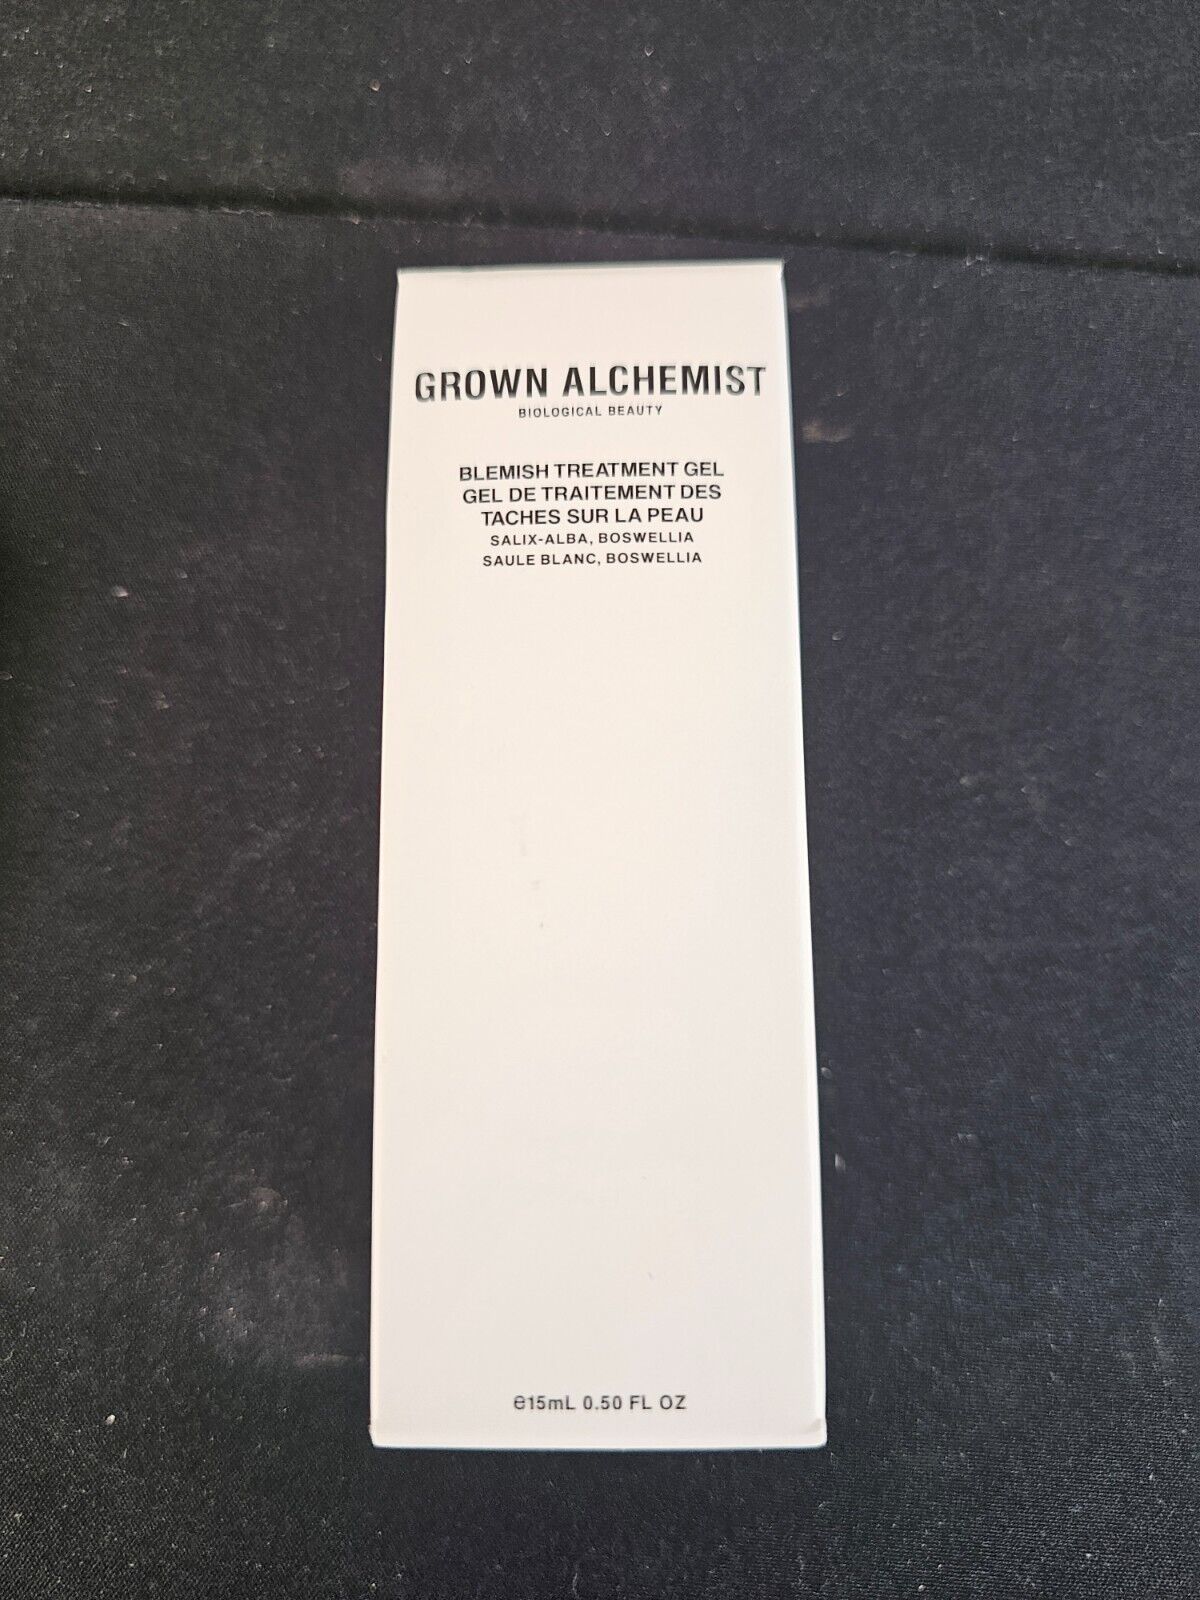 GROWN ALCHEMIST
BIOLOGICAL BEAUTY
BLEMISH TREATMENT GEL
GEL DE TRAITEMENT DES
TACHES SUR LA PEAU
SALIX-ALBA, BOSWELLIA
SAULE BLANC, BOSWELLIA
℮15mL 0.50 FL OZ